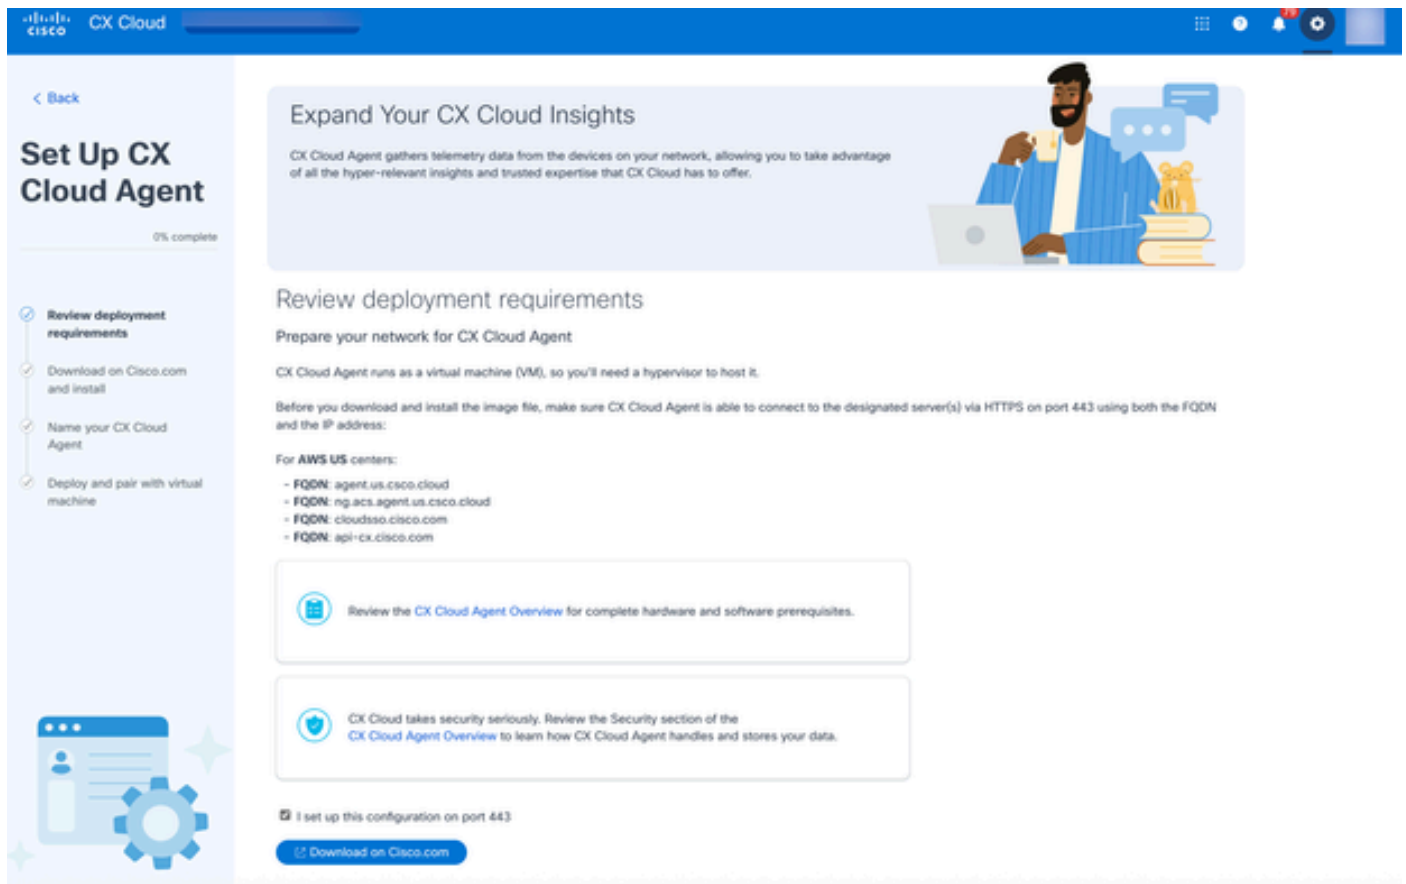 cisco CX Cloud
79
< Back
Set Up CX
Cloud Agent
0% complete
Review deployment
requirements
Download on Cisco.com
and install
Name your CX Cloud
Agent
Deploy and pair with virtual
machine
Expand Your CX Cloud Insights
CX Cloud Agent gathers telemetry data from the devices on your network, allowing you to take advantage
of all the hyper-relevant insights and trusted expertise that CX Cloud has to offer.
Review deployment requirements
Prepare your network for CX Cloud Agent
CX Cloud Agent runs as a virtual machine (VM), so you'll need a hypervisor to host it.
Before you download and install the image file, make sure CX Cloud Agent is able to connect to the designated server(s) via HTTPS on port 443 using both the FQDN
and the IP address:
For AWS US centers:
- FQDN: agent.us.csco.cloud
- FQDN: ng.acs.agent.us.csco.cloud
- FQDN: cloudsso.cisco.com
- FQDN: api-cx.cisco.com
Review the CX Cloud Agent Overview for complete hardware and software prerequisites.
CX Cloud takes security seriously. Review the Security section of the
CX Cloud Agent Overview to learn how CX Cloud Agent handles and stores your data.
I set up this configuration on port 443
Download on Cisco.com